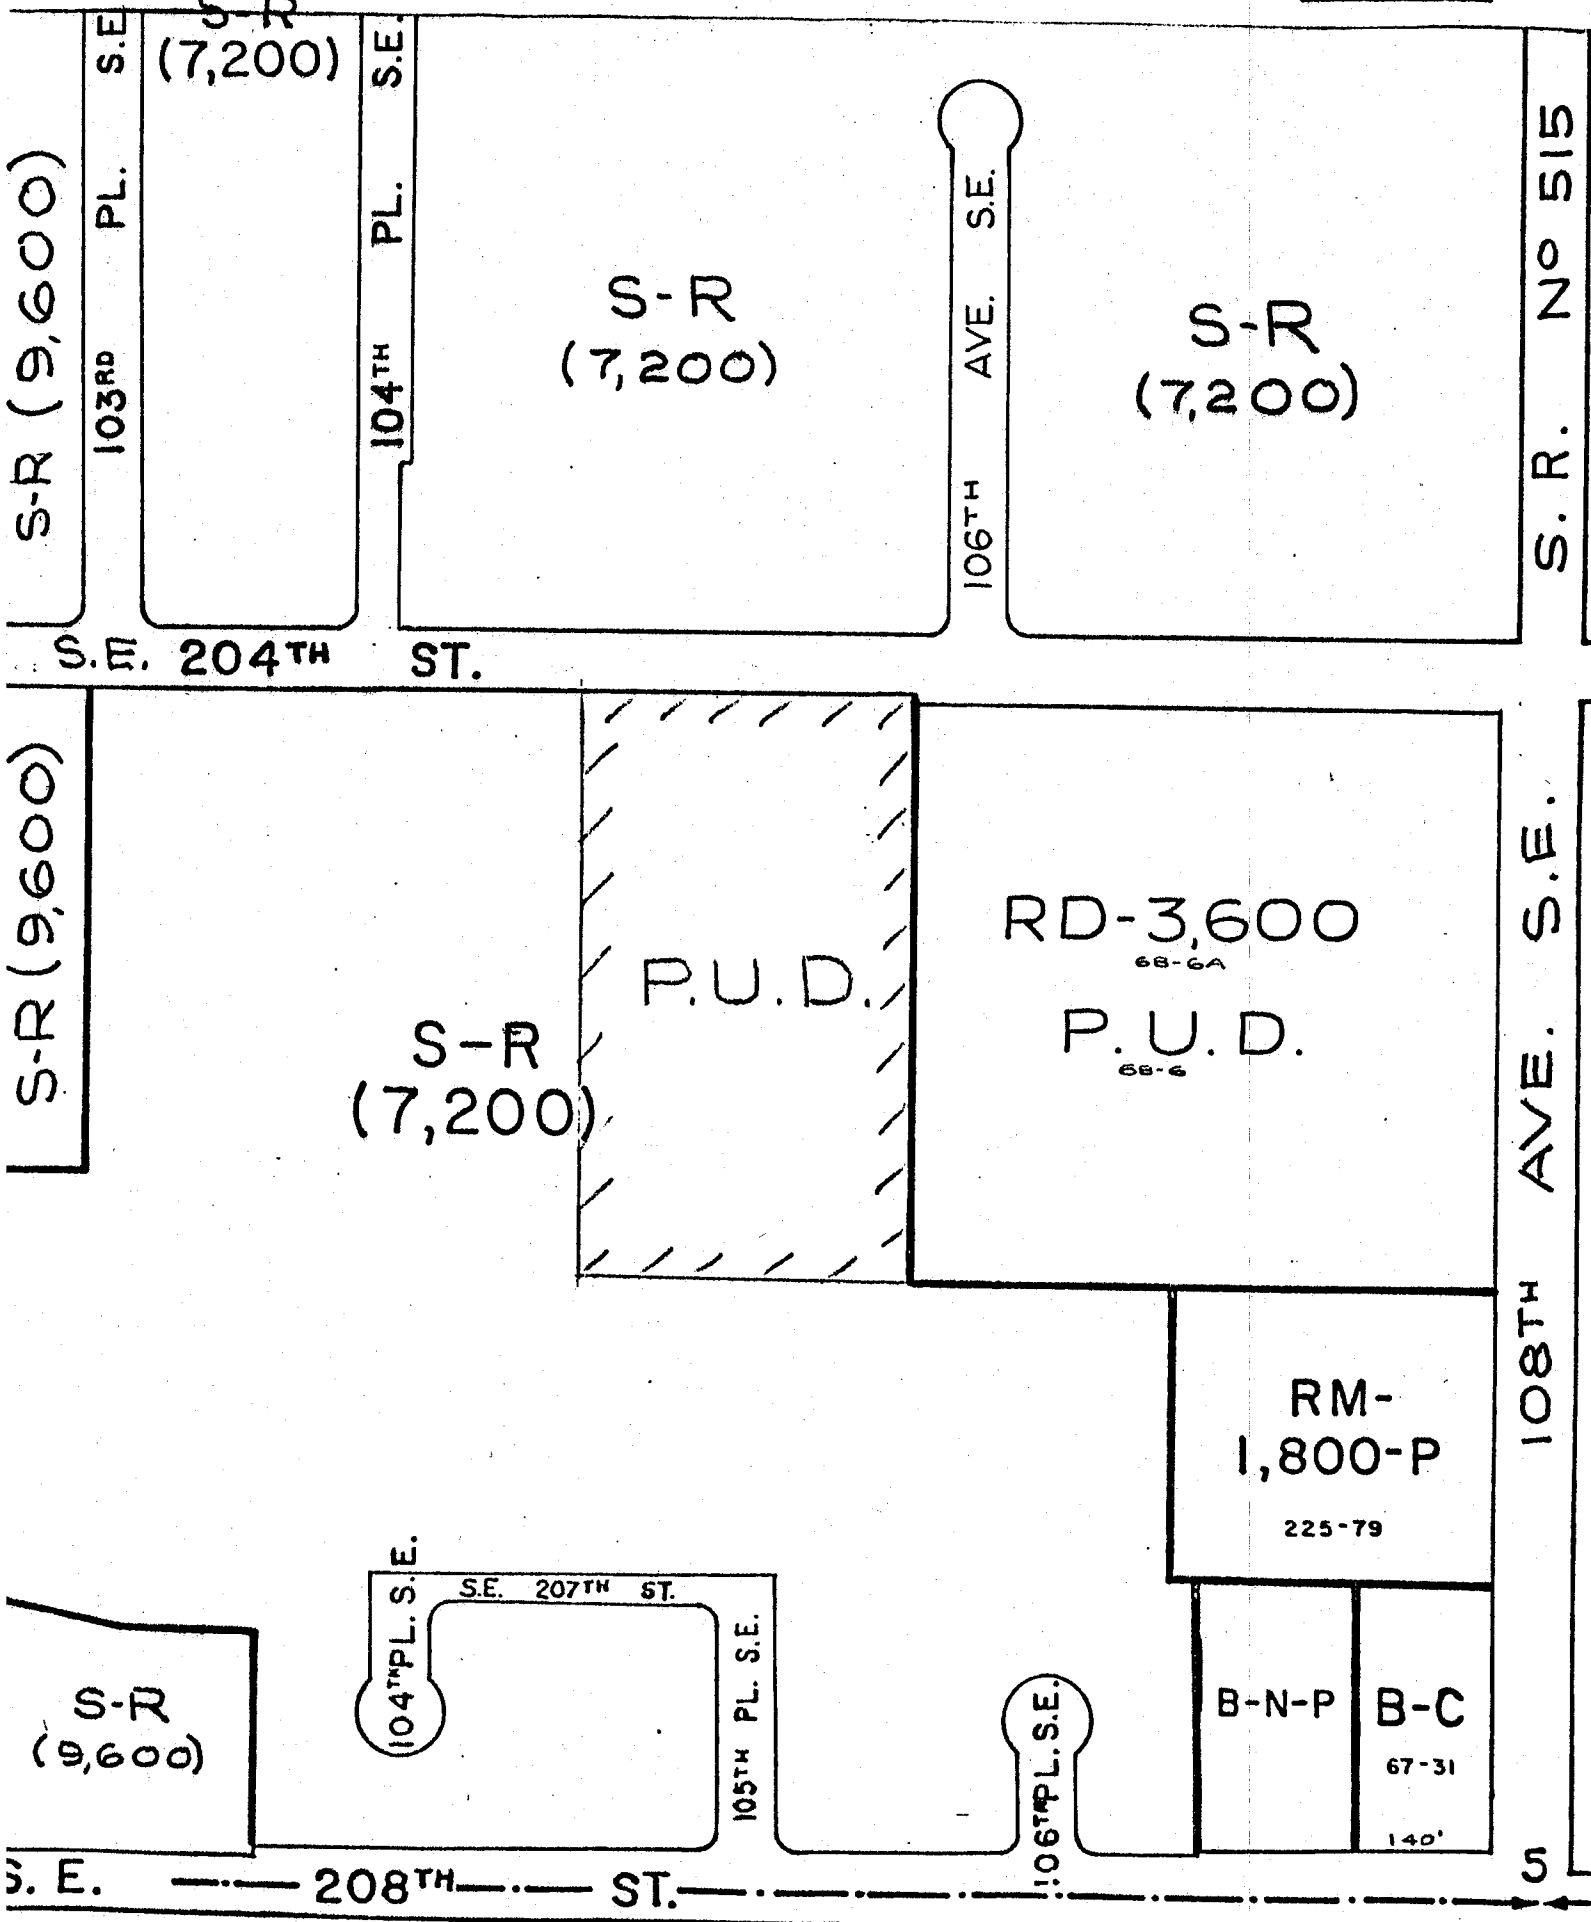 S-R
(7,200)
103RD PL. S.E.
104TH PL. S.E.
S-R (9,600)
S-R
(7,200)
106TH AVE. S.E.
S-R
(7,200)
S. R. No 515
S.E. 204TH ST.
S-R (9,600)
S-R
(7,200)
P.U.D.
RD-3,600
68-6A
P.U.D.
68-6
108TH AVE. S.E.
RM-
1,800-P
225-79
104TH PL. S.E.
S.E. 207TH ST.
105TH PL. S.E.
106TH PL. S.E.
S-R
(9,600)
B-N-P
B-C
67-31
140'
S. E. 208TH ST.
5